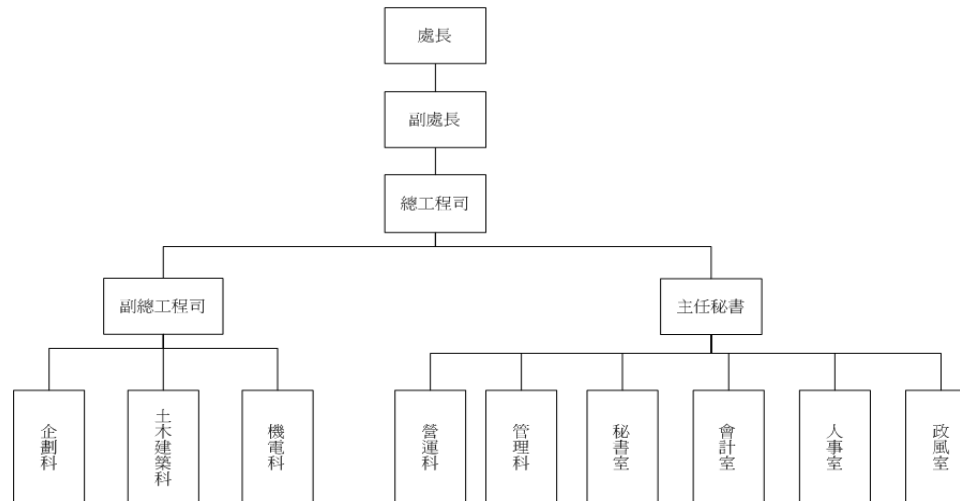 處長
副處長
總工程司
副總工程司
主任秘書
企劃科
土木建築科
機電科
營運科
管理科
秘書室
會計室
人事室
政風室